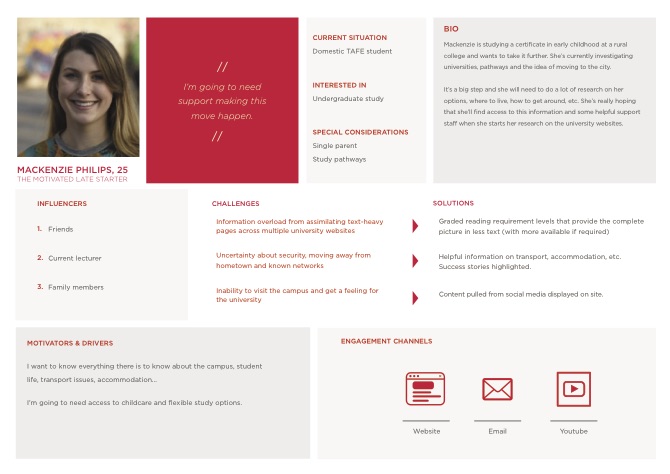 MACKENZIE PHILIPS, 25
THE MOTIVATED LATE STARTER
//
I'm going to need
support making this
move happen.
//
CURRENT SITUATION
Domestic TAFE student
INTERESTED IN
Undergraduate study
SPECIAL CONSIDERATIONS
Single parent
Study pathways
BIO
Mackenzie is studying a certificate in early childhood at a rural
college and wants to take it further. She's currently investigating
universities, pathways and the idea of moving to the city.
It's a big step and she will need to do a lot of research on her
options, where to live, how to get around, etc. She's really hoping
that she'll find access to this information and some helpful support
staff when she starts her research on the university websites.
INFLUENCERS
1. Friends
2. Current lecturer
3. Family members
CHALLENGES
Information overload from assimilating text-heavy
pages across multiple university websites
Uncertainty about security, moving away from
hometown and known networks
Inability to visit the campus and get a feeling for
the university
SOLUTIONS
Graded reading requirement levels that provide the complete
picture in less text (with more available if required)
Helpful information on transport, accommodation, etc.
Success stories highlighted.
Content pulled from social media displayed on site.
MOTIVATORS & DRIVERS
I want to know everything there is to know about the campus, student
life, transport issues, accommodation...
I'm going to need access to childcare and flexible study options.
ENGAGEMENT CHANNELS
Website
Email
Youtube